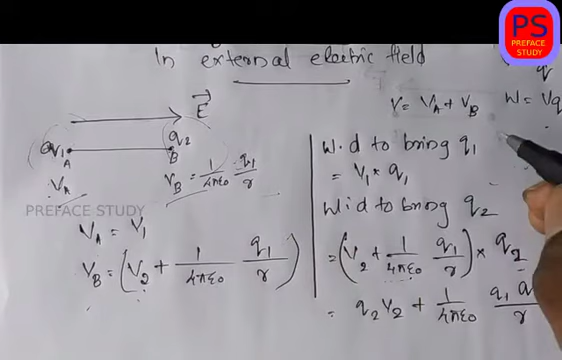 PS
PREFACE
STUDY
In external electric field
q
V = VA + VB
W = Vq
E
q1
A
q2
B
VA
VB = 1/4πε0 q1/r
PREFACE STUDY
VA = V1
VB = (V2 + 1/4πε0 q1/r)
W.d to bring q1
= V1 × q1
W.d to bring q2
= (V2 + 1/4πε0 q1/r) × q2
= q2V2 + 1/4πε0 q1 q/r